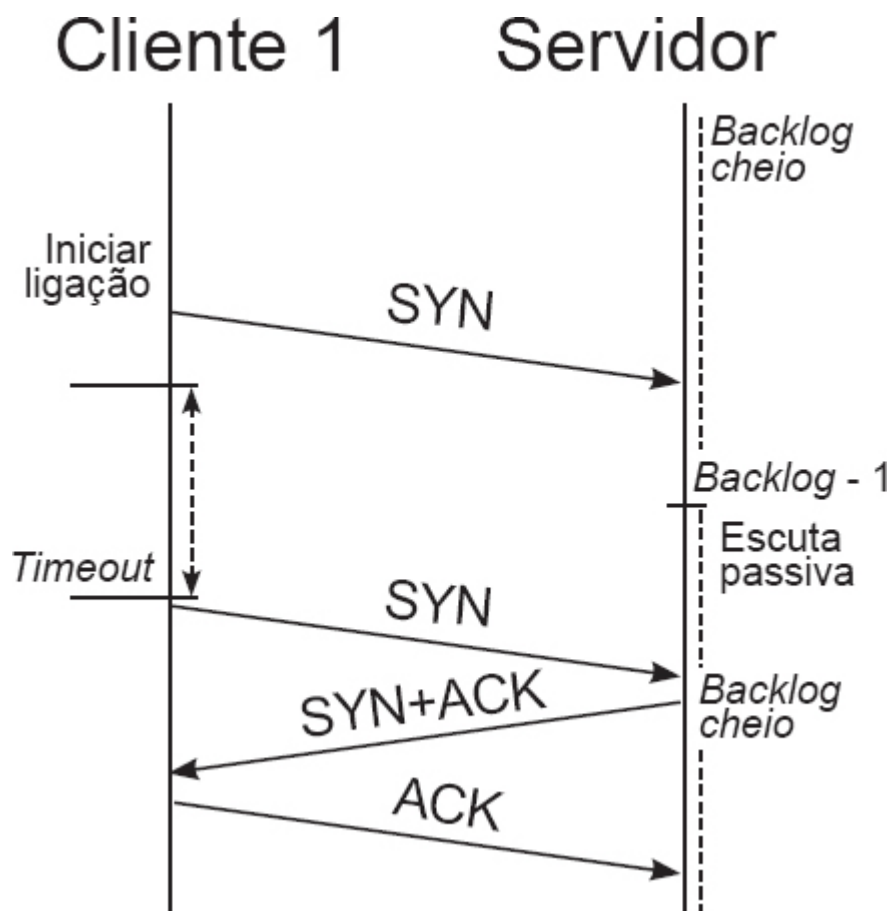 Cliente 1
Servidor
Backlog
cheio
Iniciar
ligação
SYN
Backlog - 1
Escuta
passiva
Timeout
SYN
SYN+ACK
Backlog
cheio
ACK